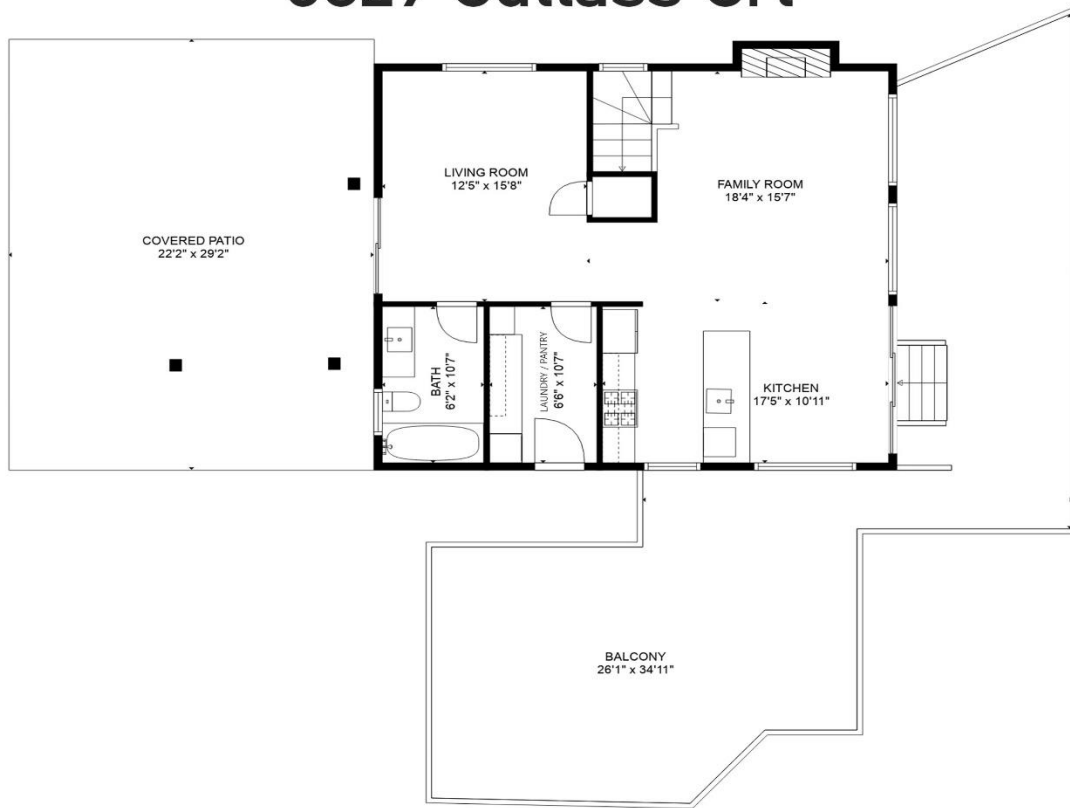 LIVING ROOM
12'5" x 15'8"
FAMILY ROOM
18'4" x 15'7"
COVERED PATIO
22'2" x 29'2"
BATH
6'2" x 10'7"
LAUNDRY / PANTRY
6'6" x 10'7"
KITCHEN
17'5" x 10'11"
BALCONY
26'1" x 34'11"